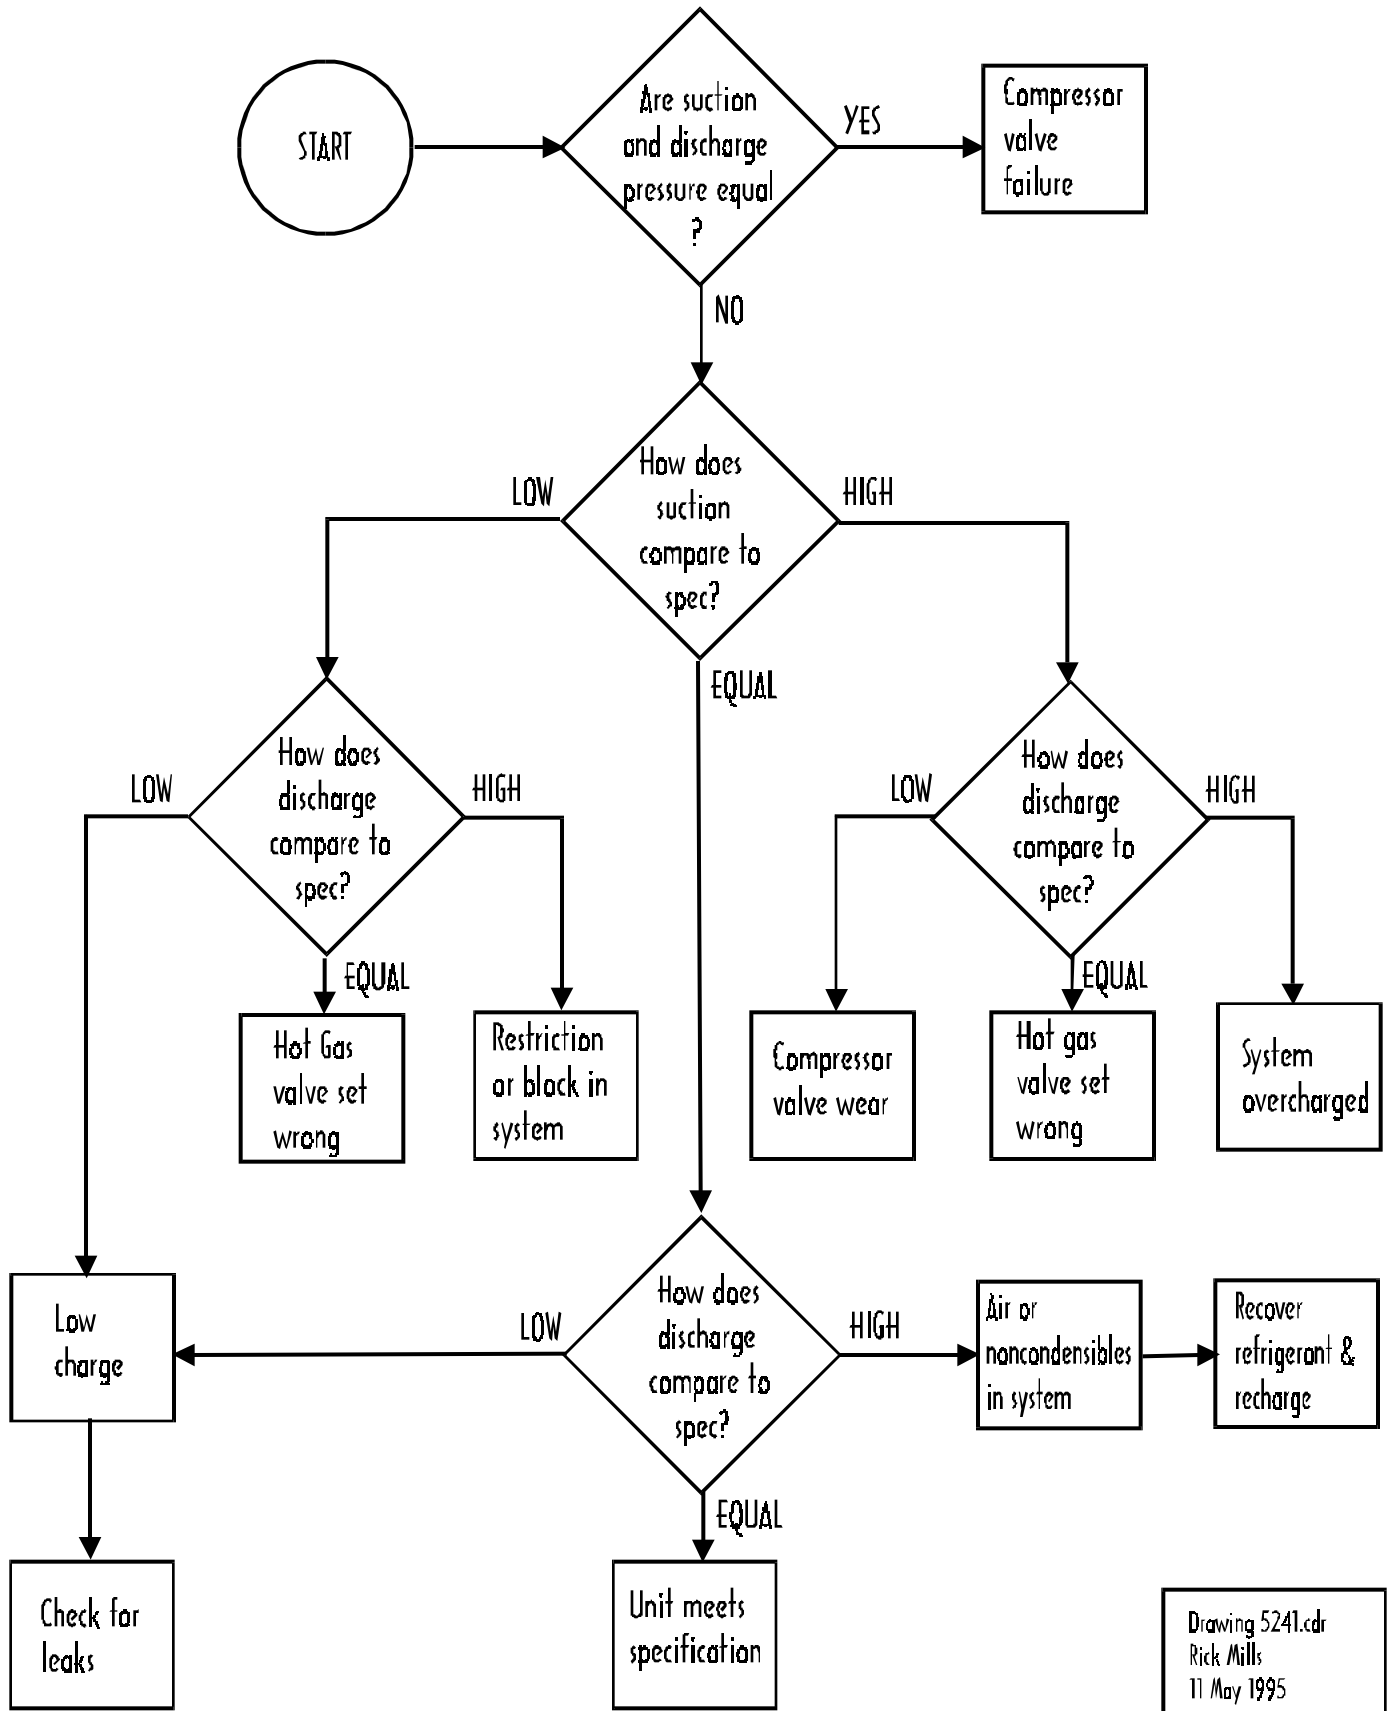 START
Are suction
and discharge
pressure equal
?
YES
Compressor
valve
failure
NO
How does
suction
compare to
spec?
LOW
HIGH
EQUAL
How does
discharge
compare to
spec?
LOW
HIGH
EQUAL
How does
discharge
compare to
spec?
LOW
HIGH
EQUAL
Hot Gas
valve set
wrong
Restriction
or block in
system
Compressor
valve wear
Hot gas
valve set
wrong
System
overcharged
Low
charge
How does
discharge
compare to
spec?
LOW
HIGH
EQUAL
Air or
noncondensibles
in system
Recover
refrigerant &
recharge
Check for
leaks
Unit meets
specification
Drawing 5241.cdr
Rick Mills
11 May 1995